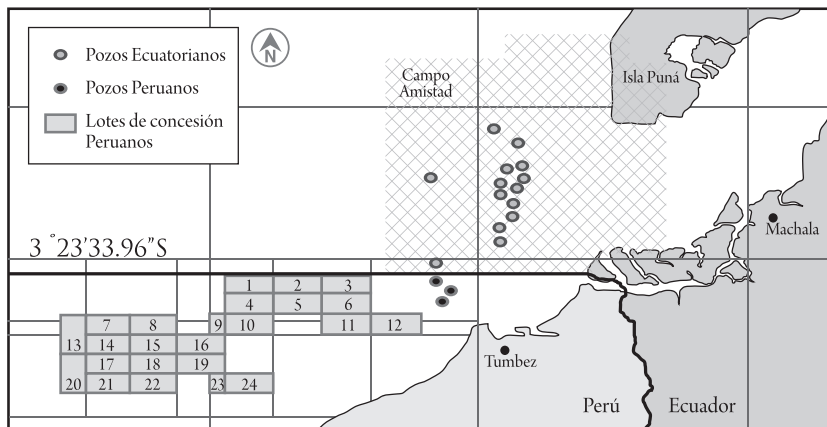 Pozos Ecuatorianos
Pozos Peruanos
Lotes de concesión
Peruanos
N
Campo
Amistad
Isla Puná
Machala
3°23'33.96"S
1 2 3
4 5 6
7 8 9 10 11 12
13 14 15 16
17 18 19
20 21 22 23 24
Tumbez
Perú Ecuador